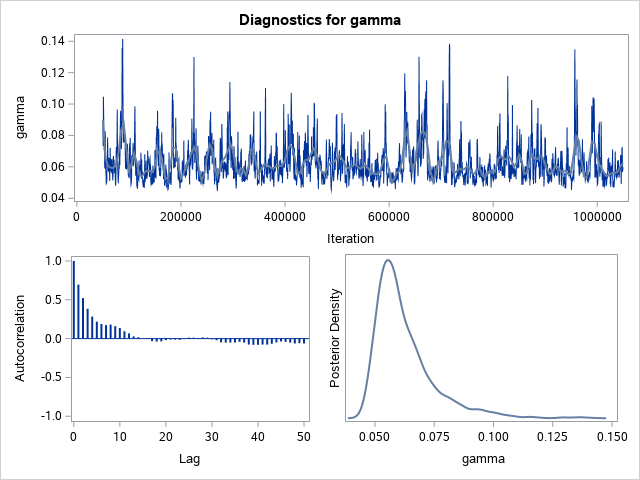 Diagnostics for gamma
gamma
0.14
0.12
0.10
0.08
0.06
0.04
0 200000 400000 600000 800000 1000000
Iteration
Autocorrelation
1.0
0.5
0.0
-0.5
-1.0
0 10 20 30 40 50
Lag
Posterior Density
0.050 0.075 0.100 0.125 0.150
gamma